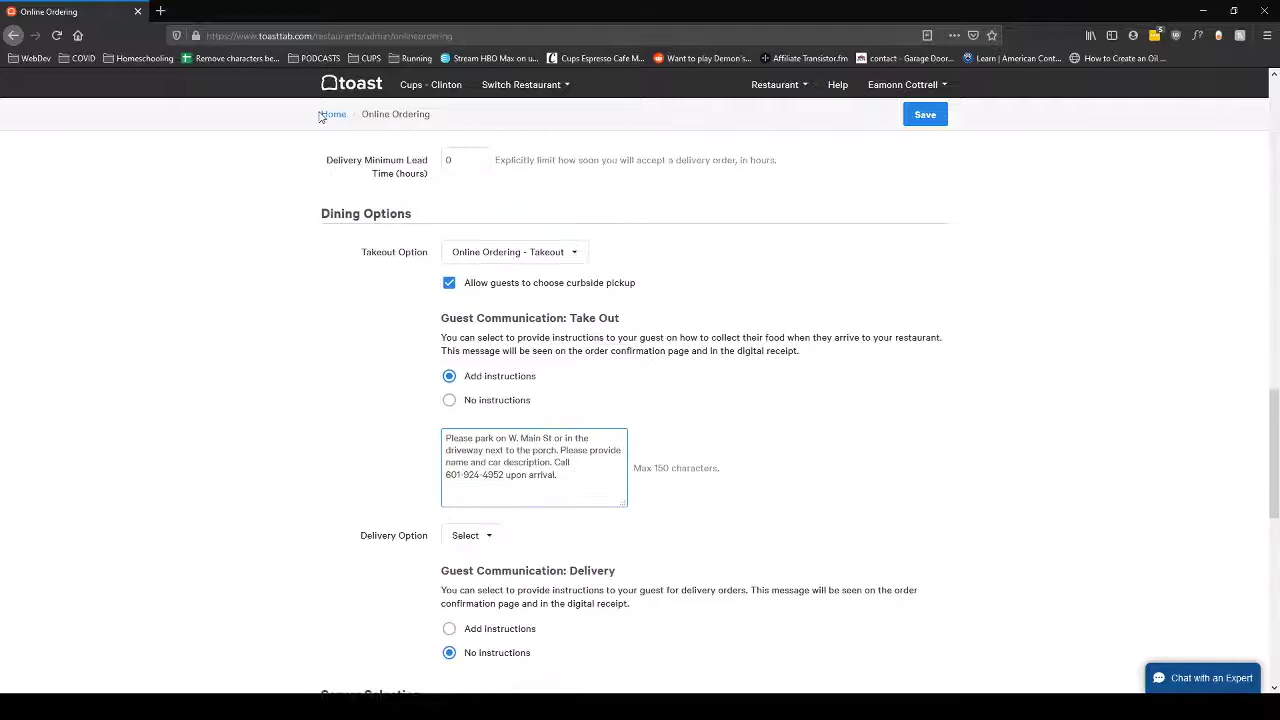 Online Ordering
https://www.toasttab.com/restaurants/admin/onlineordering
WebDev COVID Homeschooling Remove characters be... PODCASTS CUPS Running Stream HBO Max on u... Cups Espresso Cafe M... Want to play Demon's... Affiliate Transistor.fm contact - Garage Door... Learn | American Cont... How to Create an Oil ...
toast Cups - Clinton Switch Restaurant Restaurant Help Eamonn Cottrell
Home / Online Ordering Save
Delivery Minimum Lead
Time (hours)
0
Explicitly limit how soon you will accept a delivery order, in hours.
Dining Options
Takeout Option Online Ordering - Takeout
Allow guests to choose curbside pickup
Guest Communication: Take Out
You can select to provide instructions to your guest on how to collect their food when they arrive to your restaurant.
This message will be seen on the order confirmation page and in the digital receipt.
Add instructions
No instructions
Please park on W. Main St or in the
driveway next to the porch. Please provide
name and car description. Call
601-924-4952 upon arrival.
Max 150 characters.
Delivery Option Select
Guest Communication: Delivery
You can select to provide instructions to your guest for delivery orders. This message will be seen on the order
confirmation page and in the digital receipt.
Add instructions
No instructions
Chat with an Expert